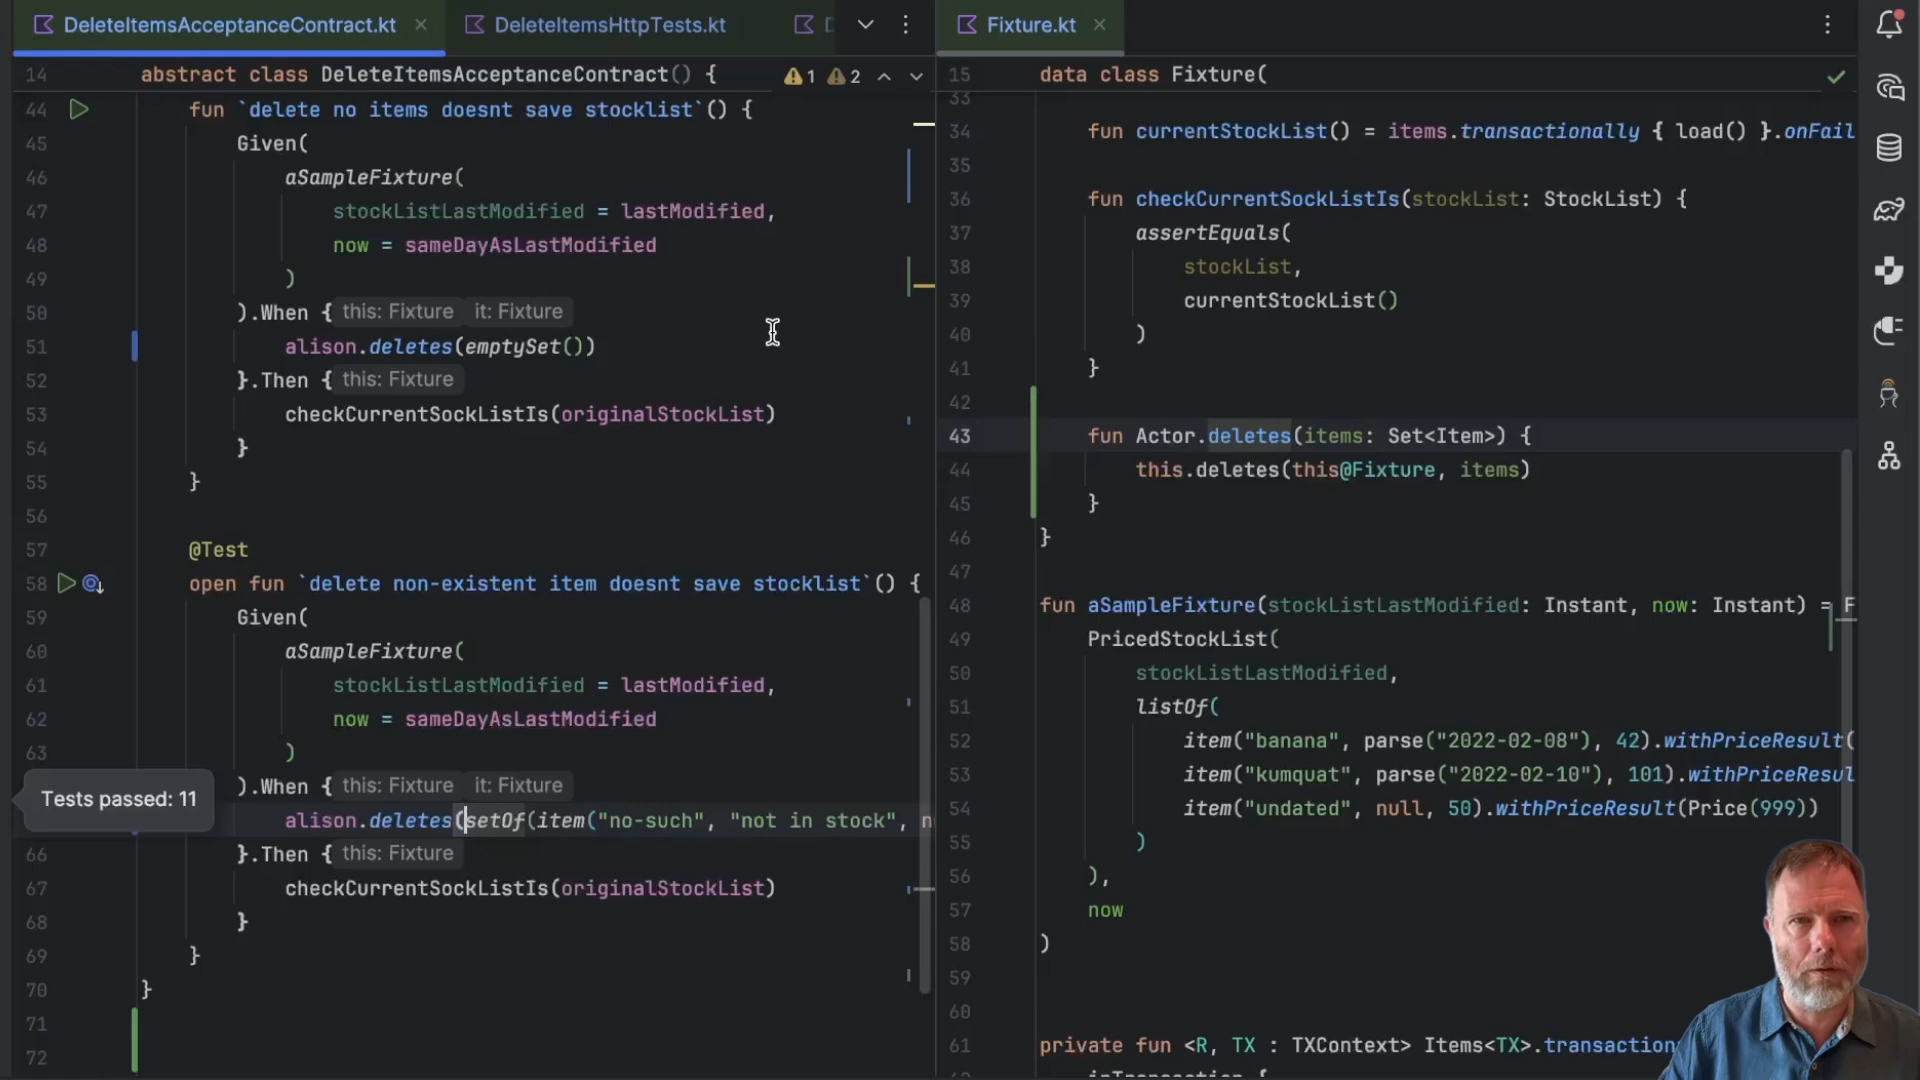 DeleteItemsAcceptanceContract.kt
DeleteItemsHttpTests.kt
Fixture.kt
14 abstract class DeleteItemsAcceptanceContract() {
1 2
44 fun `delete no items doesnt save stocklist`() {
45 Given(
46 aSampleFixture(
47 stockListLastModified = lastModified,
48 now = sameDayAsLastModified
49 )
50 ).When { this: Fixture it: Fixture
51 alison.deletes(emptySet())
52 }.Then { this: Fixture
53 checkCurrentSockListIs(originalStockList)
54 }
55 }
56
57 @Test
58 open fun `delete non-existent item doesnt save stocklist`() {
59 Given(
60 aSampleFixture(
61 stockListLastModified = lastModified,
62 now = sameDayAsLastModified
63 )
).When { this: Fixture it: Fixture
Tests passed: 11
alison.deletes(setOf(item("no-such", "not in stock",
66 }.Then { this: Fixture
67 checkCurrentSockListIs(originalStockList)
68 }
69 }
70 }
71
72
15 data class Fixture(
33
34 fun currentStockList() = items.transactionally { load() }.onFail
35
36 fun checkCurrentSockListIs(stockList: StockList) {
37 assertEquals(
38 stockList,
39 currentStockList()
40 )
41 }
42
43 fun Actor.deletes(items: Set<Item>) {
44 this.deletes(this@Fixture, items)
45 }
46 }
47
48 fun aSampleFixture(stockListLastModified: Instant, now: Instant) = F
49 PricedStockList(
50 stockListLastModified,
51 listOf(
52 item("banana", parse("2022-02-08"), 42).withPriceResult(
53 item("kumquat", parse("2022-02-10"), 101).withPriceResul
54 item("undated", null, 50).withPriceResult(Price(999))
55 )
56 ),
57 now
58 )
59
60
61 private fun <R, TX : TXContext> Items<TX>.transaction